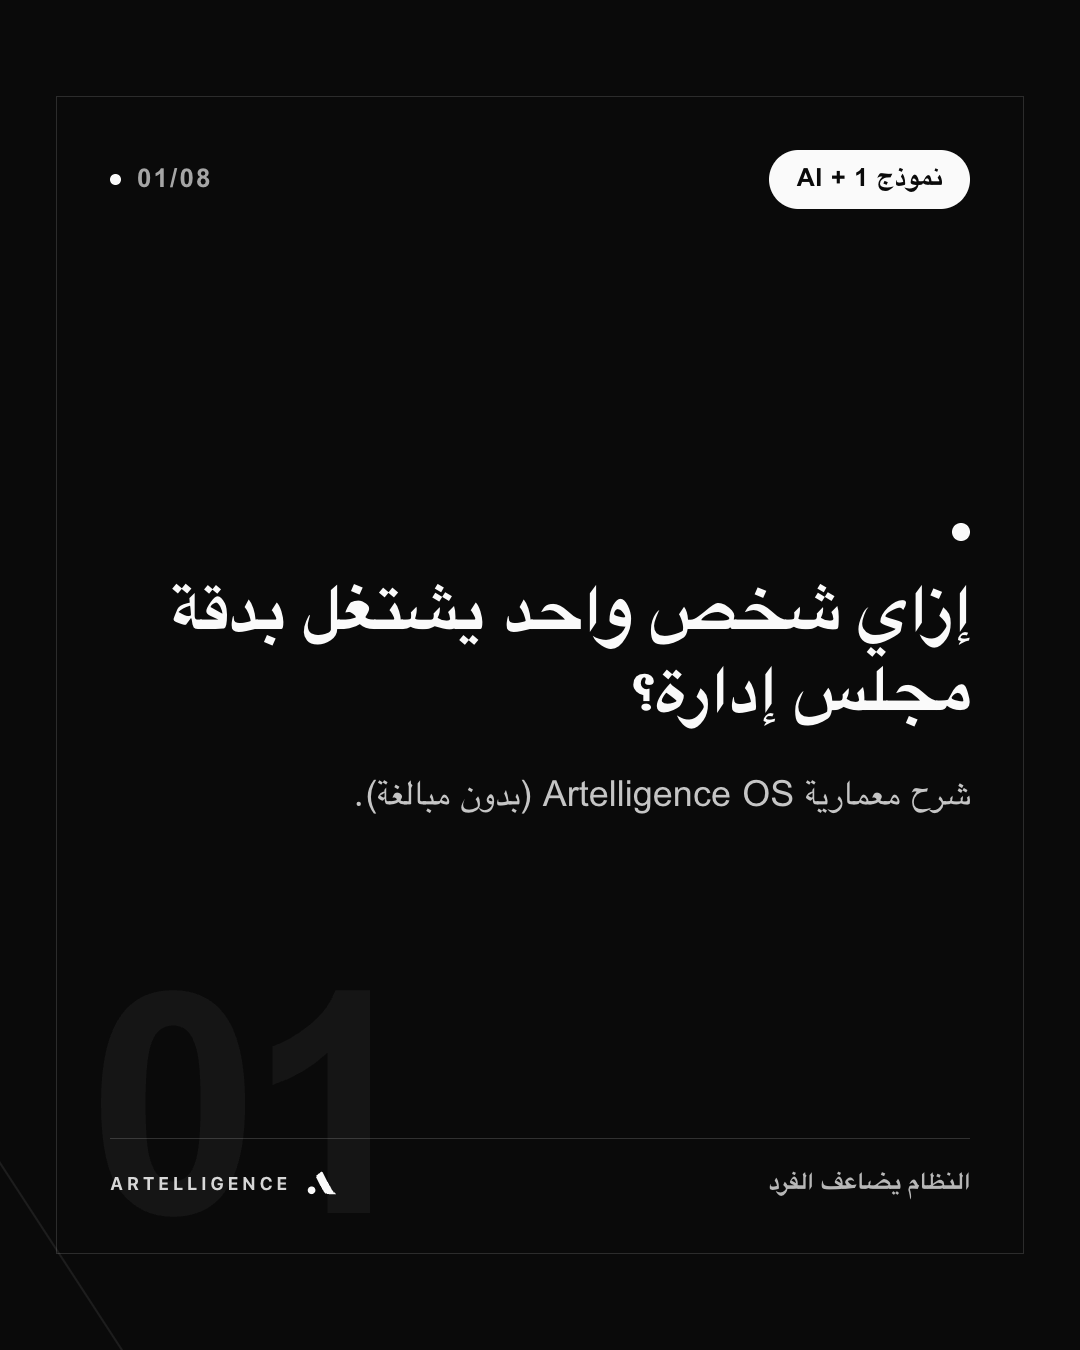 نموذج 1 + AI
01/08
إزاي شخص واحد يشتغل بدقة
مجلس إدارة؟
شرح معمارية Artelligence OS (بدون مبالغة).
01
النظام يضاعف الفرد
ARTELLIGENCE